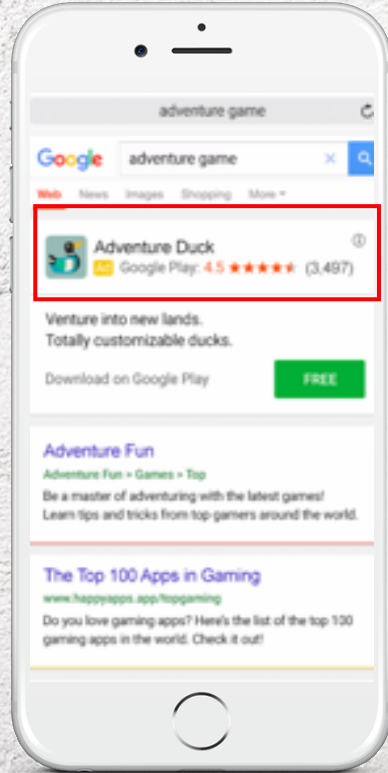 adventure game
Google adventure game ×
Web News Images Shopping More
Adventure Duck
Ad Google Play: 4.5 ★★★★★ (3,497)
Venture into new lands.
Totally customizable ducks.
Download on Google Play FREE
Adventure Fun
Adventure Fun > Games > Top
Be a master of adventuring with the latest games!
Learn tips and tricks from top gamers around the world.
The Top 100 Apps in Gaming
www.happyapps.app/topgaming
Do you love gaming apps? Here's the list of the top 100
gaming apps in the world. Check it out!